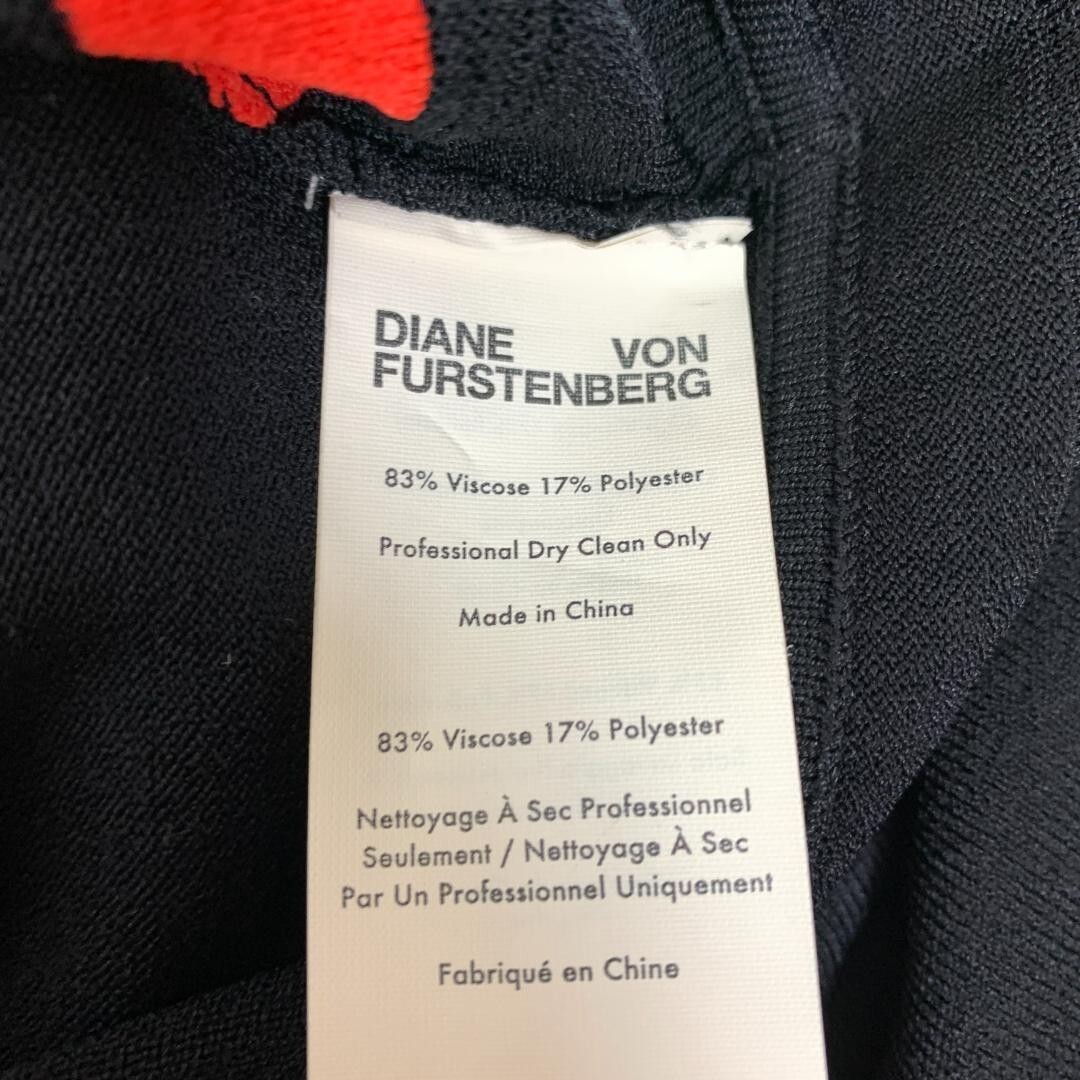 DIANE VON
FURSTENBERG
83% Viscose 17% Polyester
Professional Dry Clean Only
Made in China
83% Viscose 17% Polyester
Nettoyage À Sec Professionnel
Seulement / Nettoyage À Sec
Par Un Professionnel Uniquement
Fabriqué en Chine